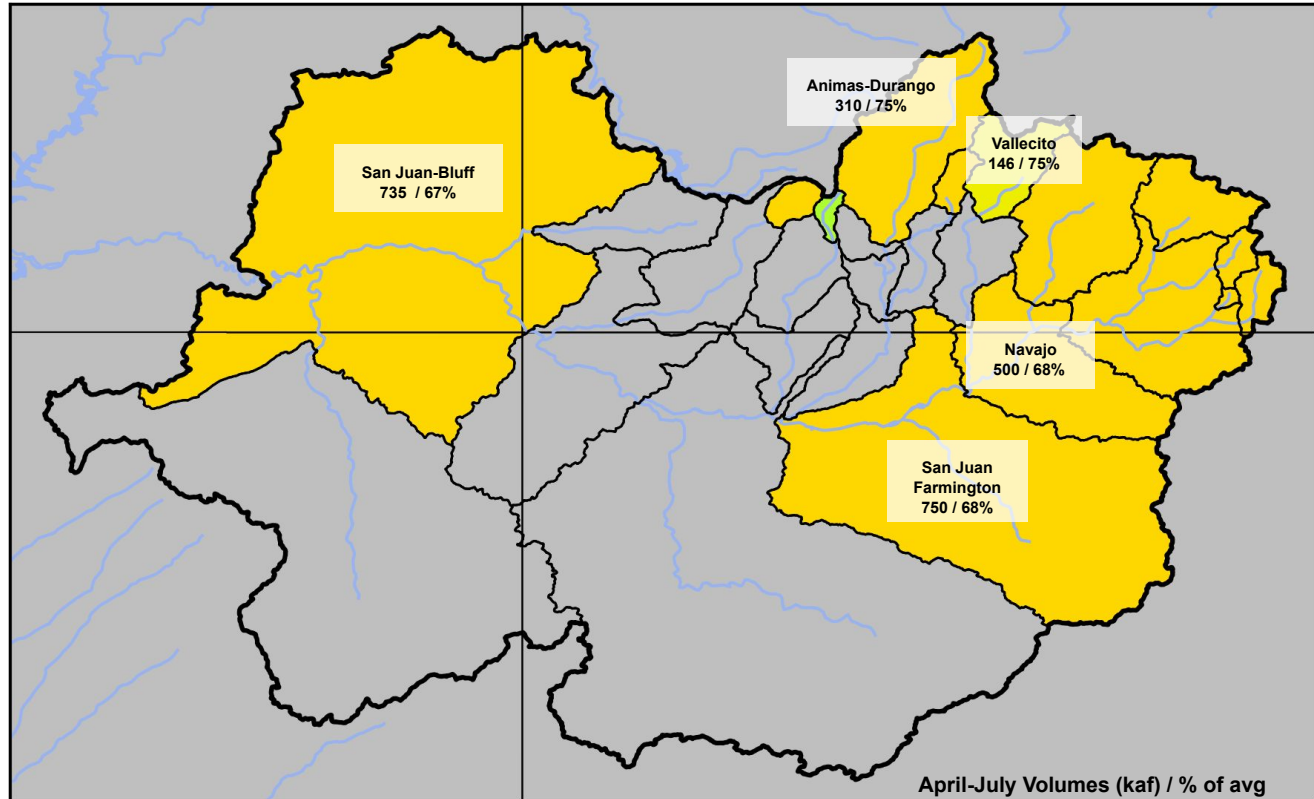 Animas-Durango
310 / 75%
Vallecito
146 / 75%
San Juan-Bluff
735 / 67%
Navajo
500 / 68%
San Juan
Farmington
750 / 68%
April-July Volumes (kaf) / % of avg